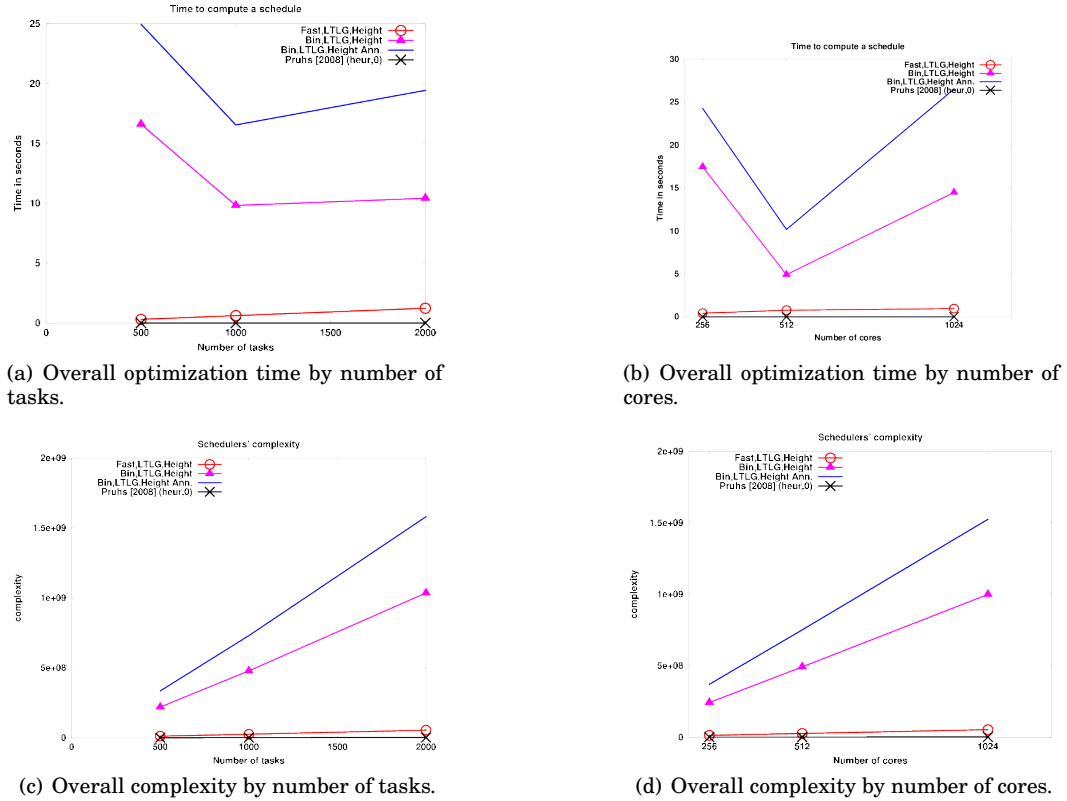 Time to compute a schedule
25
20
15
10
5
0
Time in seconds
Fast,LTLG,Height
Bin,LTLG,Height
Bin,LTLG,Height Ann.
Pruhs [2008] (heur,0)
0
500
1000
1500
2000
Number of tasks
(a) Overall optimization time by number of
tasks.
Time to compute a schedule
30
25
20
15
10
5
0
Time in seconds
Fast,LTLG,Height
Bin,LTLG,Height
Bin,LTLG,Height Ann.
Pruhs [2008] (heur,0)
256
512
1024
Number of cores
(b) Overall optimization time by number of
cores.
Schedulers' complexity
2e+09
1.5e+09
1e+09
5e+08
0
complexity
Fast,LTLG,Height
Bin,LTLG,Height
Bin,LTLG,Height Ann.
Pruhs [2008] (heur,0)
0
500
1000
1500
2000
Number of tasks
(c) Overall complexity by number of tasks.
Schedulers' complexity
2e+09
1.5e+09
1e+09
5e+08
0
complexity
Fast,LTLG,Height
Bin,LTLG,Height
Bin,LTLG,Height Ann.
Pruhs [2008] (heur,0)
256
512
1024
Number of cores
(d) Overall complexity by number of cores.